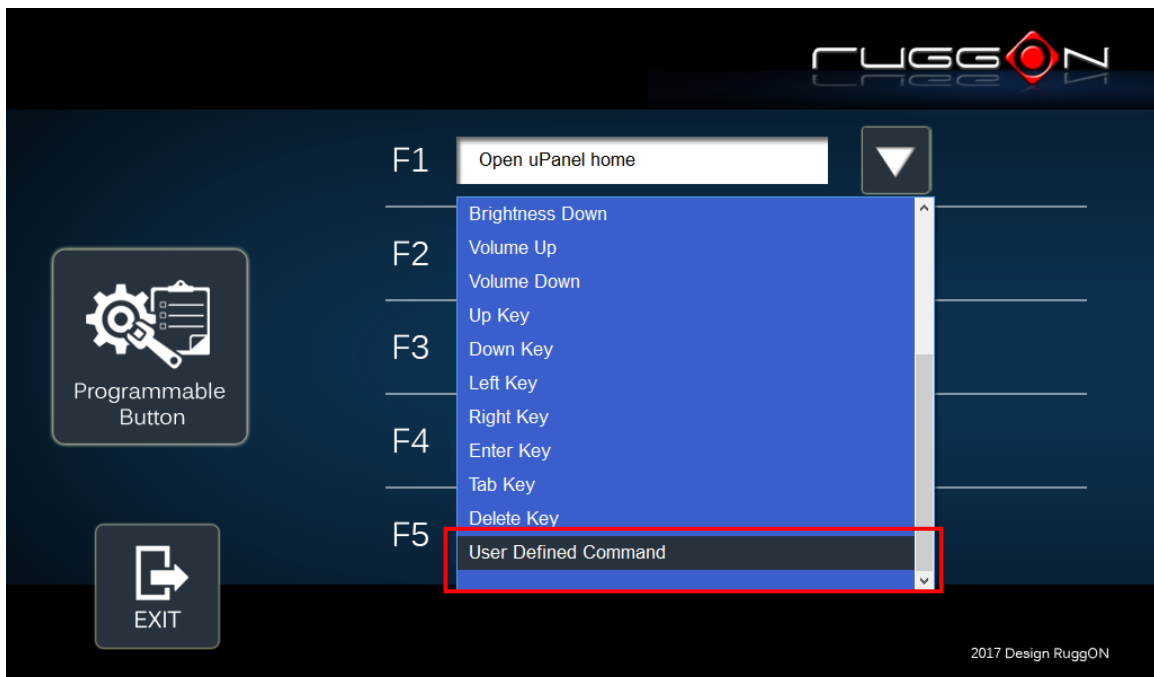 ruggON
F1
Open uPanel home
Brightness Down
F2
Volume Up
Volume Down
Up Key
F3
Down Key
Left Key
Programmable
Button
Right Key
F4
Enter Key
Tab Key
Delete Key
F5
User Defined Command
EXIT
2017 Design RuggON